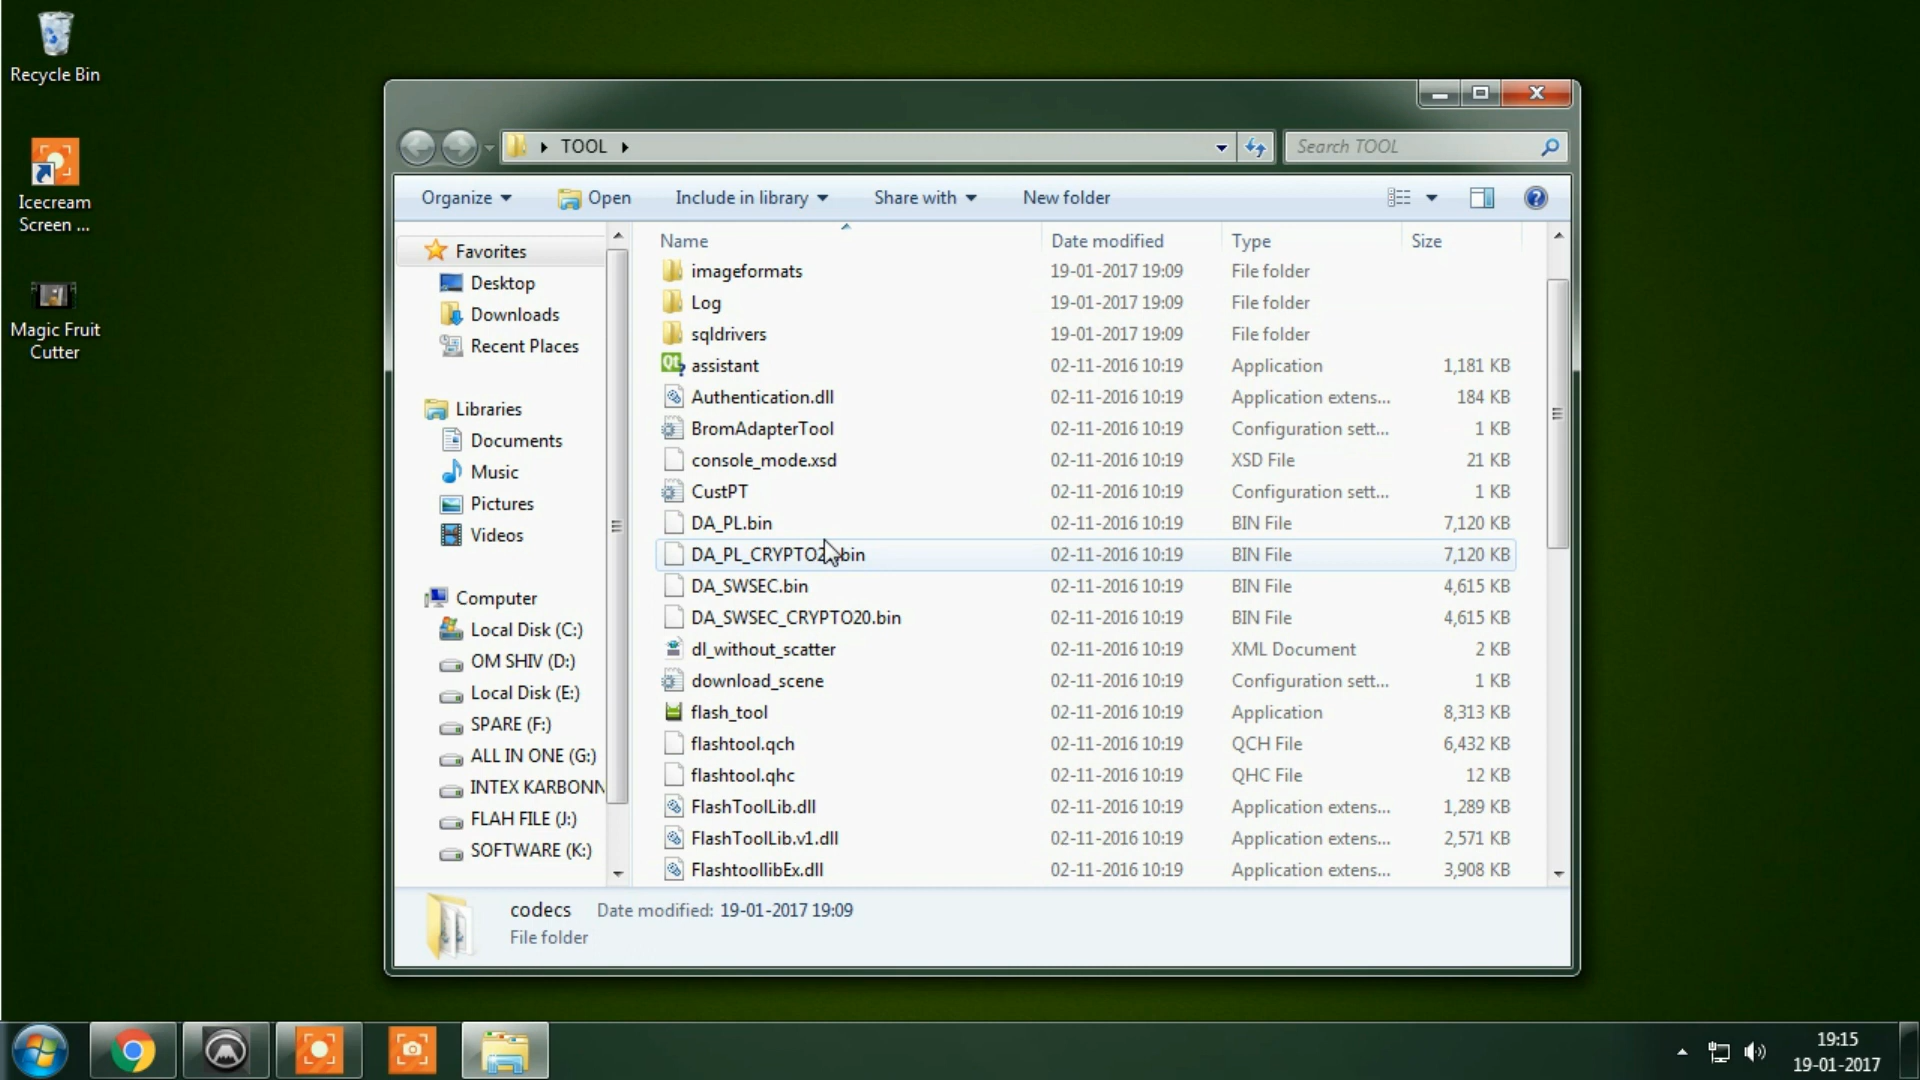 Recycle Bin
Icecream
Screen ...
Magic Fruit
Cutter
TOOL
Search TOOL
Organize
Open
Include in library
Share with
New folder
Favorites
Desktop
Downloads
Recent Places
Libraries
Documents
Music
Pictures
Videos
Computer
Local Disk (C:)
OM SHIV (D:)
Local Disk (E:)
SPARE (F:)
ALL IN ONE (G:)
INTEX KARBONN
FLAH FILE (J:)
SOFTWARE (K:)
Name Date modified Type Size
imageformats 19-01-2017 19:09 File folder
Log 19-01-2017 19:09 File folder
sqldrivers 19-01-2017 19:09 File folder
assistant 02-11-2016 10:19 Application 1,181 KB
Authentication.dll 02-11-2016 10:19 Application extens... 184 KB
BromAdapterTool 02-11-2016 10:19 Configuration sett... 1 KB
console_mode.xsd 02-11-2016 10:19 XSD File 21 KB
CustPT 02-11-2016 10:19 Configuration sett... 1 KB
DA_PL.bin 02-11-2016 10:19 BIN File 7,120 KB
02-11-2016 10:19 BIN File 7,120 KB
DA_SWSEC.bin 02-11-2016 10:19 BIN File 4,615 KB
DA_SWSEC_CRYPTO20.bin 02-11-2016 10:19 BIN File 4,615 KB
dl_without_scatter 02-11-2016 10:19 XML Document 2 KB
download_scene 02-11-2016 10:19 Configuration sett... 1 KB
flash_tool 02-11-2016 10:19 Application 8,313 KB
flashtool.qch 02-11-2016 10:19 QCH File 6,432 KB
flashtool.qhc 02-11-2016 10:19 QHC File 12 KB
FlashToolLib.dll 02-11-2016 10:19 Application extens... 1,289 KB
FlashToolLib.v1.dll 02-11-2016 10:19 Application extens... 2,571 KB
FlashtoollibEx.dll 02-11-2016 10:19 Application extens... 3,908 KB
codecs Date modified: 19-01-2017 19:09
File folder
19:15
19-01-2017